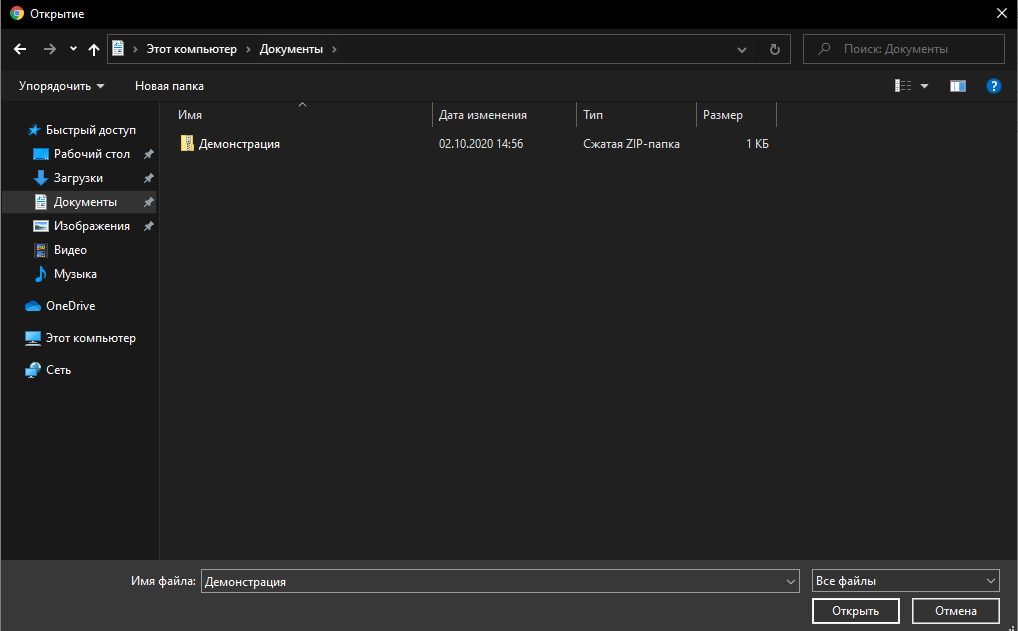 Открытие
Этот компьютер Документы Поиск: Документы
Упорядочить Новая папка ?
Имя Дата изменения Тип Размер
Быстрый доступ Демонстрация 02.10.2020 14:56 Сжатая ZIP-папка 1 КБ
Рабочий стол
Загрузки
Документы
Изображения
Видео
Музыка
OneDrive
Этот компьютер
Сеть
Имя файла: Демонстрация Все файлы
Открыть Отмена